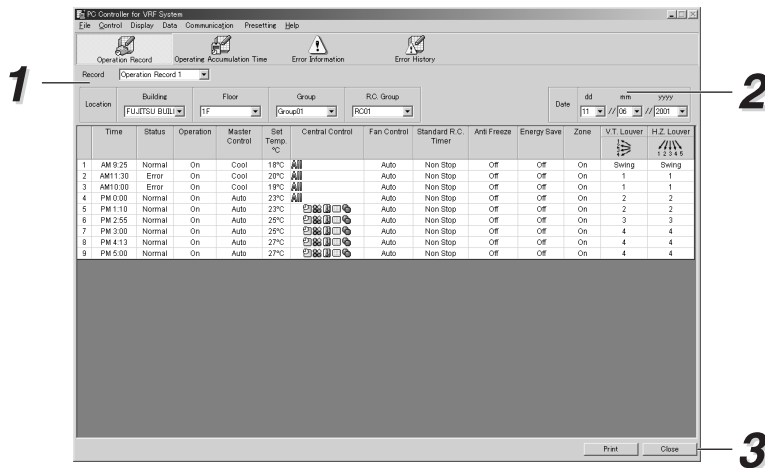 PC Controller for VRF System
File Control Display Data Communication Presetting Help
Operation Record Operating Accumulation Time Error Information Error History
1
Record Operation Record 1
2
Location Building Floor Group R.C. Group Date dd mm yyyy
FUJITSU BUILI 1F Group01 RC01 11 // 06 // 2001
Time Status Operation Master Control Set Temp. °C Central Control Fan Control Standard R.C. Timer Anti Freeze Energy Save Zone V.T. Louver H.Z. Louver
1 2 3 4 5
1 AM 9:25 Normal On Cool 18°C All Auto Non Stop Off Off On Swing Swing
2 AM11:30 Error On Cool 20°C All Auto Non Stop Off Off On 1 1
3 AM10:00 Error On Cool 19°C All Auto Non Stop Off Off On 1 1
4 PM 0:00 Normal On Auto 23°C All Auto Non Stop Off Off On 2 2
5 PM 1:10 Normal On Auto 23°C Auto Non Stop Off Off On 2 2
6 PM 2:55 Normal On Auto 25°C Auto Non Stop Off Off On 3 3
7 PM 3:00 Normal On Auto 25°C Auto Non Stop Off Off On 4 4
8 PM 4:13 Normal On Auto 27°C Auto Non Stop Off Off On 4 4
9 PM 5:00 Normal On Auto 27°C Auto Non Stop Off Off On 4 4
Print Close
3